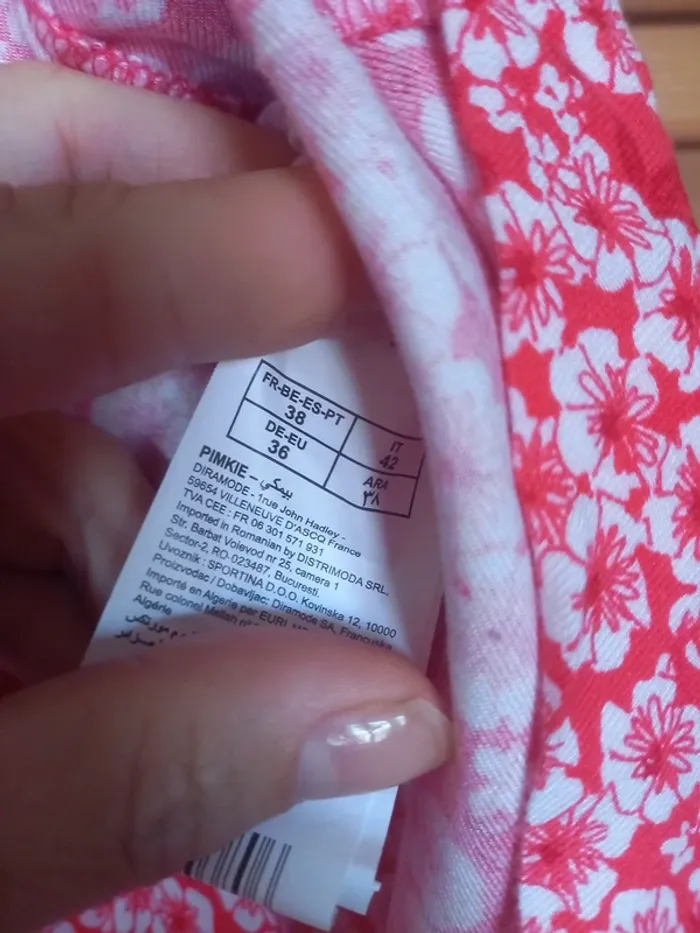 FR-BE-ES-PT
38
IT
42
DE-EU
36
ARA
٣٨
PIMKIE – بيمكي
DIRAMODE - 1rue John Hadley -
59654 VILLENEUVE D'ASCQ France
TVA CEE : FR 06 301 571 931
Imported in Romanian by DISTRIMODA SRL,
Str. Barbat Voievod nr 25, camera 1
Sector-2, RO-023487, Bucuresti.
Uvoznik : SPORTINA D.O.O. Kovinska 12, 10000
Proizvodac / Dobavljac: Diramode SA, Francuska
Importé en Algerie par EURL
Rue colonel Mellah
Algérie